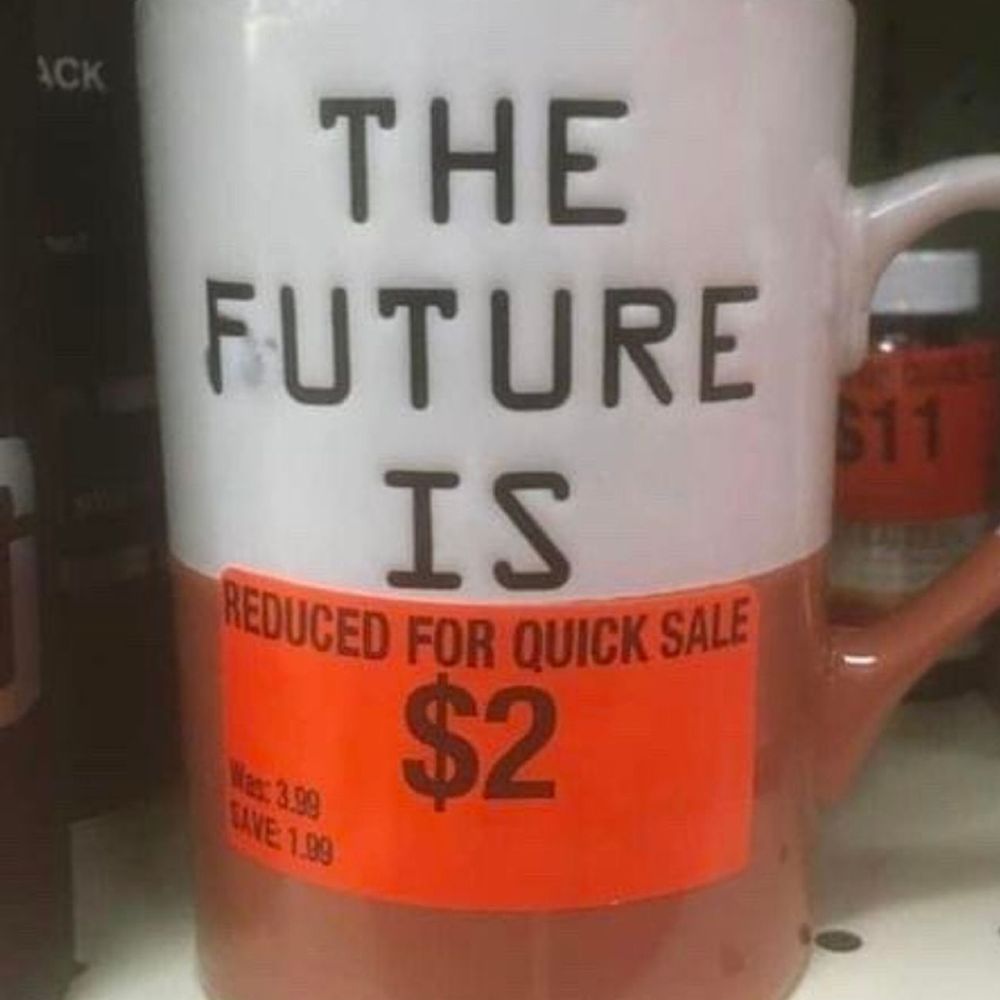 ACK
THE
FUTURE
IS
REDUCED FOR QUICK SALE
$2
Was: 3.99
SAVE: 1.99
$11